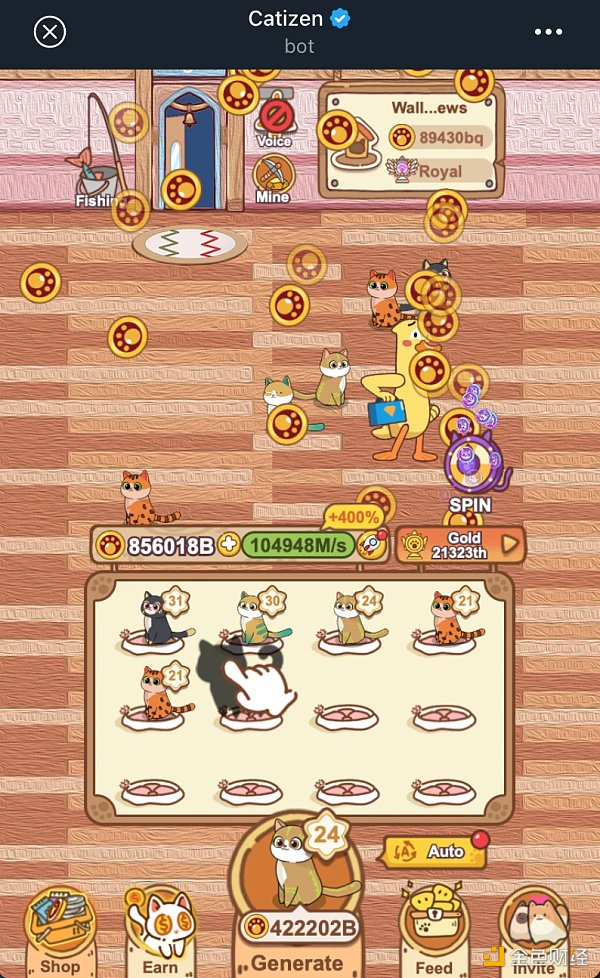 Catizen
bot
Wall...ews
89430bq
Royal
Voice
Mine
Fishin
SPIN
+400%
856018B
104948M/s
Gold
21323th
31
30
24
21
21
24
Auto
422202B
Generate
Shop
Earn
Feed
Invite
金色财经